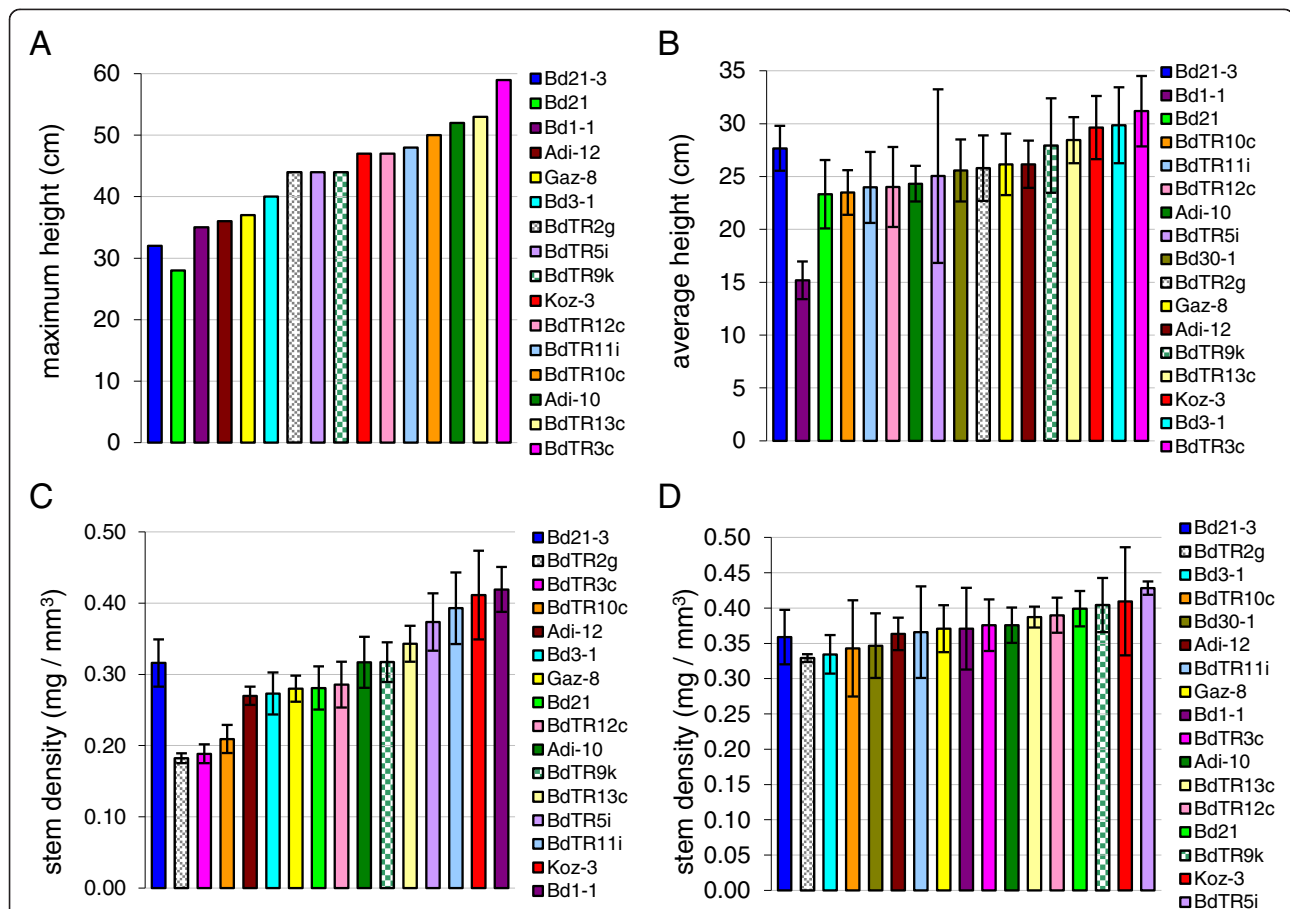 A
maximum height (cm)
60
50
40
30
20
10
0
Bd21-3
Bd21
Bd1-1
Adi-12
Gaz-8
Bd3-1
BdTR2g
BdTR5i
BdTR9k
Koz-3
BdTR12c
BdTR11i
BdTR10c
Adi-10
BdTR13c
BdTR3c
B
average height (cm)
35
30
25
20
15
10
5
0
Bd21-3
Bd1-1
Bd21
BdTR10c
BdTR11i
BdTR12c
Adi-10
BdTR5i
Bd30-1
BdTR2g
Gaz-8
Adi-12
BdTR9k
BdTR13c
Koz-3
Bd3-1
BdTR3c
C
stem density (mg / mm³)
0.50
0.40
0.30
0.20
0.10
0.00
Bd21-3
BdTR2g
BdTR3c
BdTR10c
Adi-12
Bd3-1
Gaz-8
Bd21
BdTR12c
Adi-10
BdTR9k
BdTR13c
BdTR5i
BdTR11i
Koz-3
Bd1-1
D
stem density (mg / mm³)
0.50
0.45
0.40
0.35
0.30
0.25
0.20
0.15
0.10
0.05
0.00
Bd21-3
BdTR2g
Bd3-1
BdTR10c
Bd30-1
Adi-12
BdTR11i
Gaz-8
Bd1-1
BdTR3c
Adi-10
BdTR13c
BdTR12c
Bd21
BdTR9k
Koz-3
BdTR5i